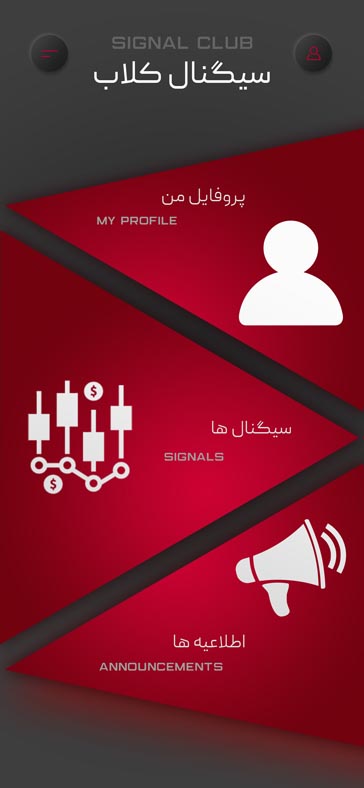 SIGNAL CLUB
سیگنال کلاب
پروفایل من
MY PROFILE
سیگنال ها
SIGNALS
اطلاعیه ها
ANNOUNCEMENTS